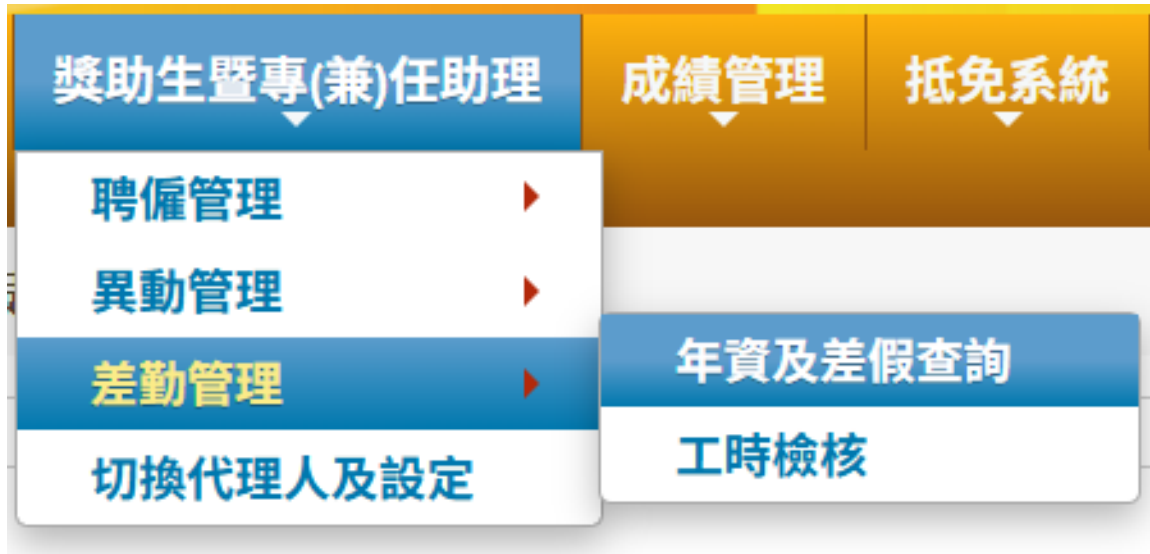 獎助生暨專(兼)任助理
成績管理
抵免系統
聘僱管理
異動管理
差勤管理
切換代理人及設定
年資及差假查詢
工時檢核